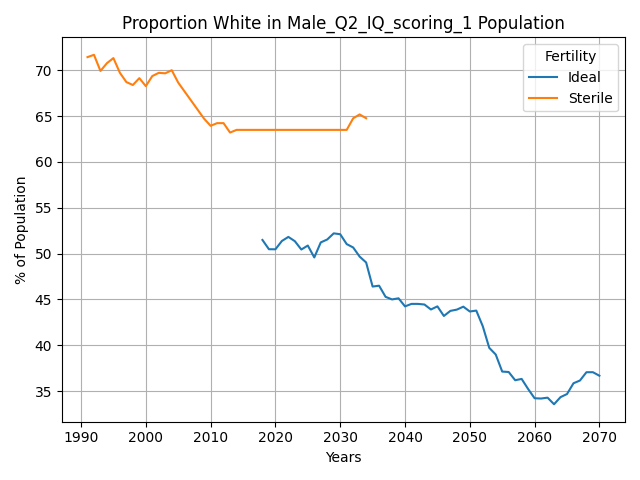 Proportion White in Male_Q2_IQ_scoring_1 Population
Fertility
Ideal
Sterile
% of Population
70
65
60
55
50
45
40
35
1990
2000
2010
2020
2030
2040
2050
2060
2070
Years